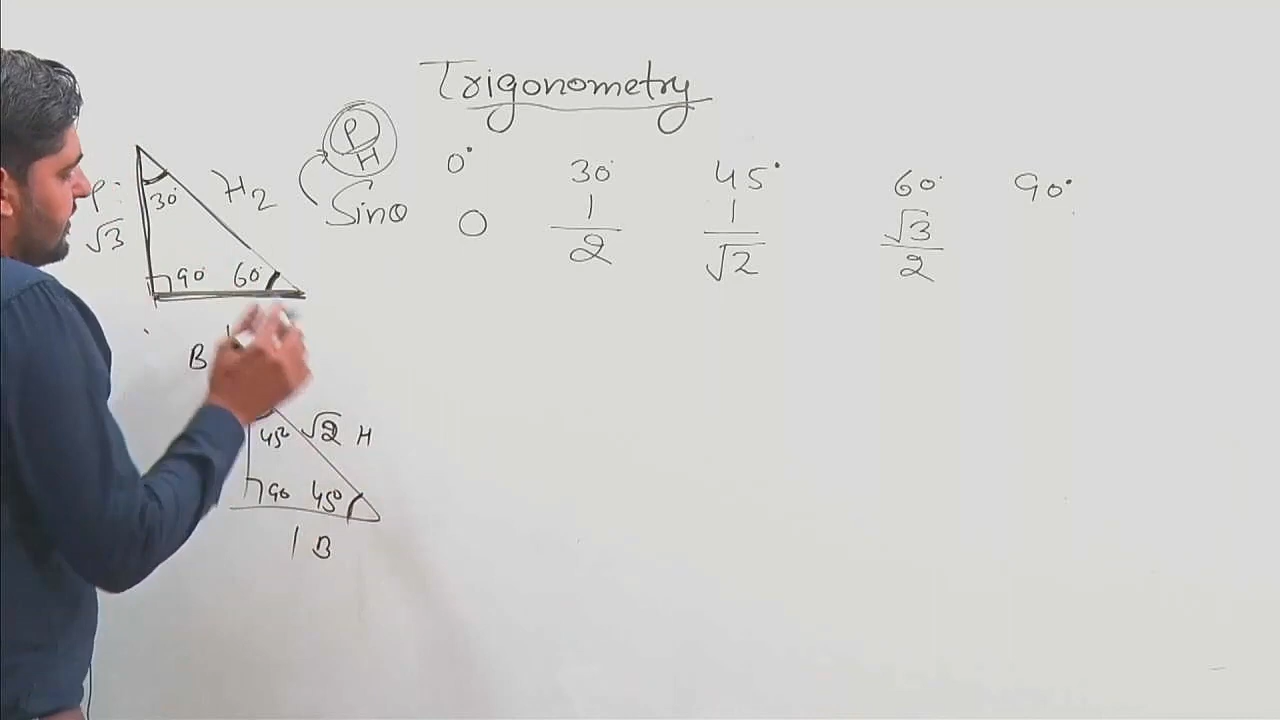 Trigonometry
P
H
0° 30° 45° 60° 90°
Sinθ 0 1/2 1/√2 √3/2
P
√3
30°
H 2
90° 60°
B
45° √2 H
90 45°
1 B